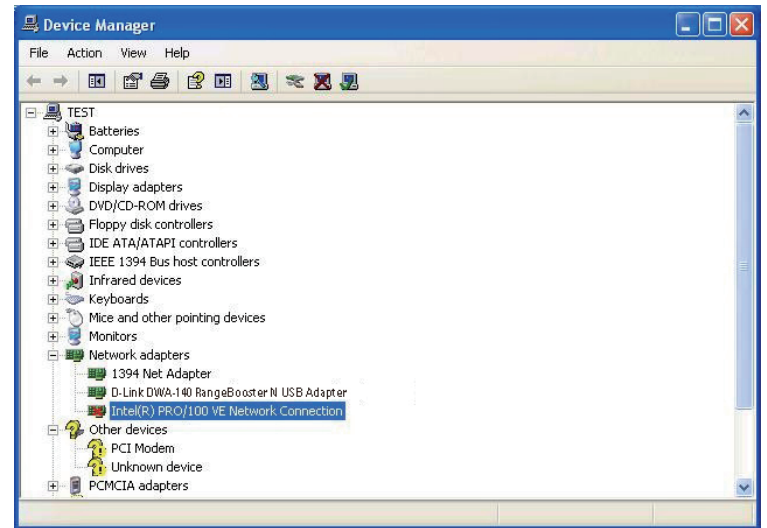 Device Manager
File Action View Help
TEST
Batteries
Computer
Disk drives
Display adapters
DVD/CD-ROM drives
Floppy disk controllers
IDE ATA/ATAPI controllers
IEEE 1394 Bus host controllers
Infrared devices
Keyboards
Mice and other pointing devices
Monitors
Network adapters
1394 Net Adapter
D-Link DWA-140 RangeBooster N USB Adapter
Intel(R) PRO/100 VE Network Connection
Other devices
PCI Modem
Unknown device
PCMCIA adapters